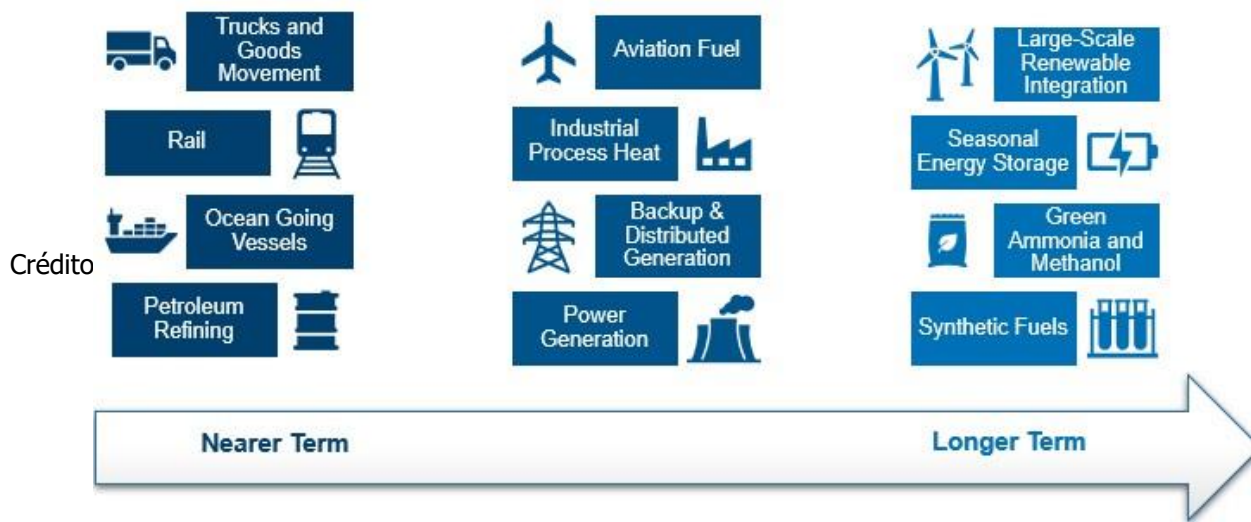 Trucks and
Goods
Movement
Rail
Ocean Going
Vessels
Petroleum
Refining
Aviation Fuel
Industrial
Process Heat
Backup &
Distributed
Generation
Power
Generation
Large-Scale
Renewable
Integration
Seasonal
Energy Storage
Green
Ammonia and
Methanol
Synthetic Fuels
Crédito
Nearer Term
Longer Term